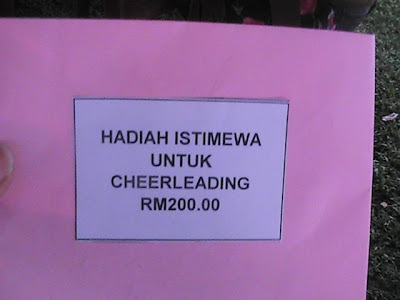 HADIAH ISTIMEWA
UNTUK
CHEERLEADING
RM200.00